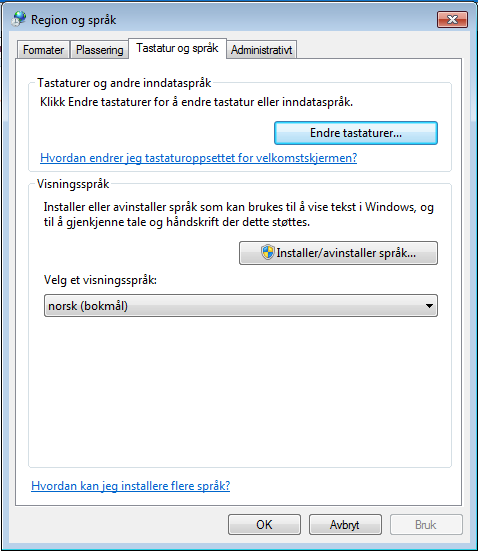 Region og språk
Formater
Plassering
Tastatur og språk
Administrativt
Tastaturer og andre inndataspråk
Klikk Endre tastaturer for å endre tastatur eller inndataspråk.
Endre tastaturer...
Hvordan endrer jeg tastaturoppsettet for velkomstskjermen?
Visningsspråk
Installer eller avinstaller språk som kan brukes til å vise tekst i Windows, og
til å gjenkjenne tale og håndskrift der dette støttes.
Installer/avinstaller språk...
Velg et visningsspråk:
norsk (bokmål)
Hvordan kan jeg installere flere språk?
OK
Avbryt
Bruk